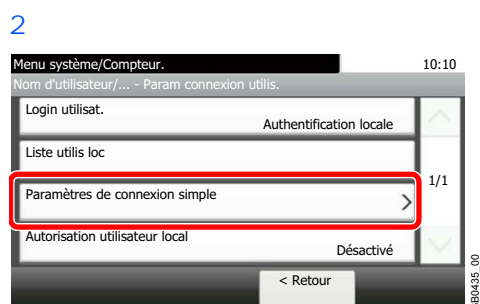 2
Menu système/Compteur. 10:10
Nom d'utilisateur/... - Param connexion utilis.
Login utilisat.
Authentification locale
Liste utilis loc
1/1
Paramètres de connexion simple
Autorisation utilisateur local
Désactivé
< Retour
B0435_00